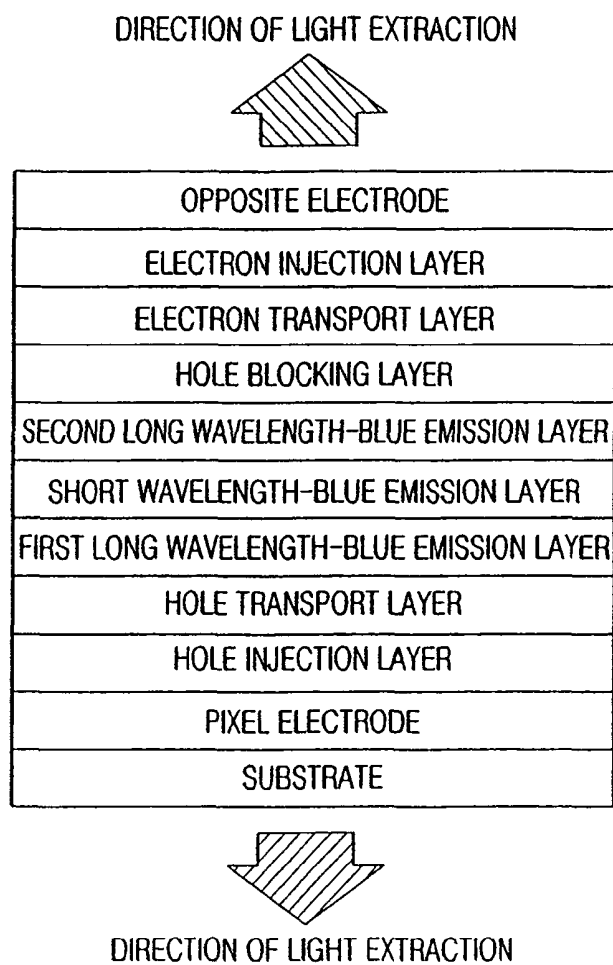 DIRECTION OF LIGHT EXTRACTION
OPPOSITE ELECTRODE
ELECTRON INJECTION LAYER
ELECTRON TRANSPORT LAYER
HOLE BLOCKING LAYER
SECOND LONG WAVELENGTH-BLUE EMISSION LAYER
SHORT WAVELENGTH-BLUE EMISSION LAYER
FIRST LONG WAVELENGTH-BLUE EMISSION LAYER
HOLE TRANSPORT LAYER
HOLE INJECTION LAYER
PIXEL ELECTRODE
SUBSTRATE
DIRECTION OF LIGHT EXTRACTION